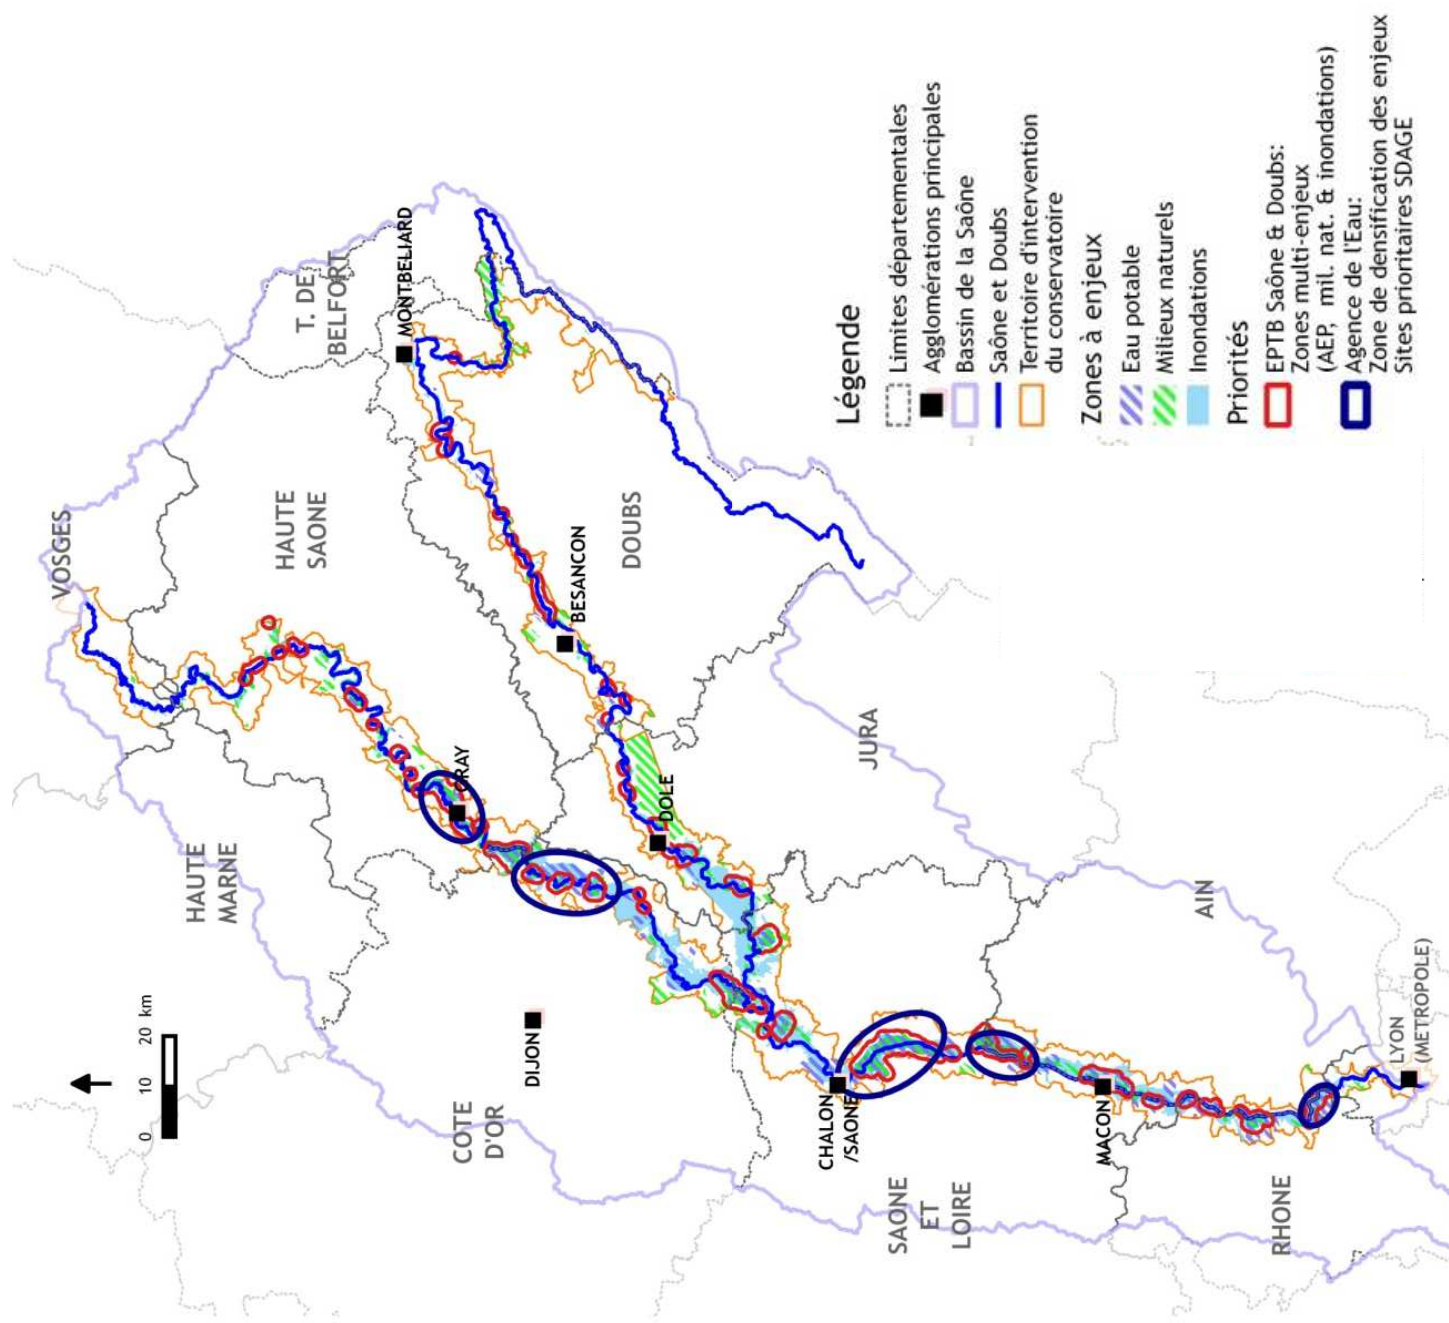 VOSGES
T. DE
BELFORT
MONTBELIARD
HAUTE
SAONE
HAUTE
MARNE
GRAY
BESANCON
DOUBS
DOLE
JURA
DIJON
COTE
D'OR
CHALON
/SAONE
SAONE
ET
LOIRE
MACON
AIN
RHONE
LYON
(METROPOLE)
0 10 20 km
Légende
Limites départementales
Agglomérations principales
Bassin de la Saône
Saône et Doubs
Territoire d'intervention
du conservatoire
Zones à enjeux
Eau potable
Milieux naturels
Inondations
Priorités
EPTB Saône & Doubs:
Zones multi-enjeux
(AEP, mil. nat. & inondations)
Agence de l'Eau:
Zone de densification des enjeux
Sites prioritaires SDAGE